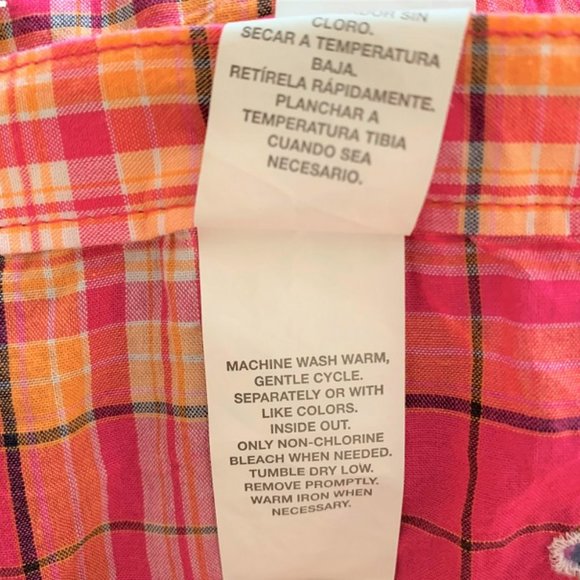 SIN
CLORO.
SECAR A TEMPERATURA
BAJA.
RETÍRELA RÁPIDAMENTE.
PLANCHAR A
TEMPERATURA TIBIA
CUANDO SEA
NECESARIO.
MACHINE WASH WARM,
GENTLE CYCLE.
SEPARATELY OR WITH
LIKE COLORS.
INSIDE OUT.
ONLY NON-CHLORINE
BLEACH WHEN NEEDED.
TUMBLE DRY LOW.
REMOVE PROMPTLY.
WARM IRON WHEN
NECESSARY.